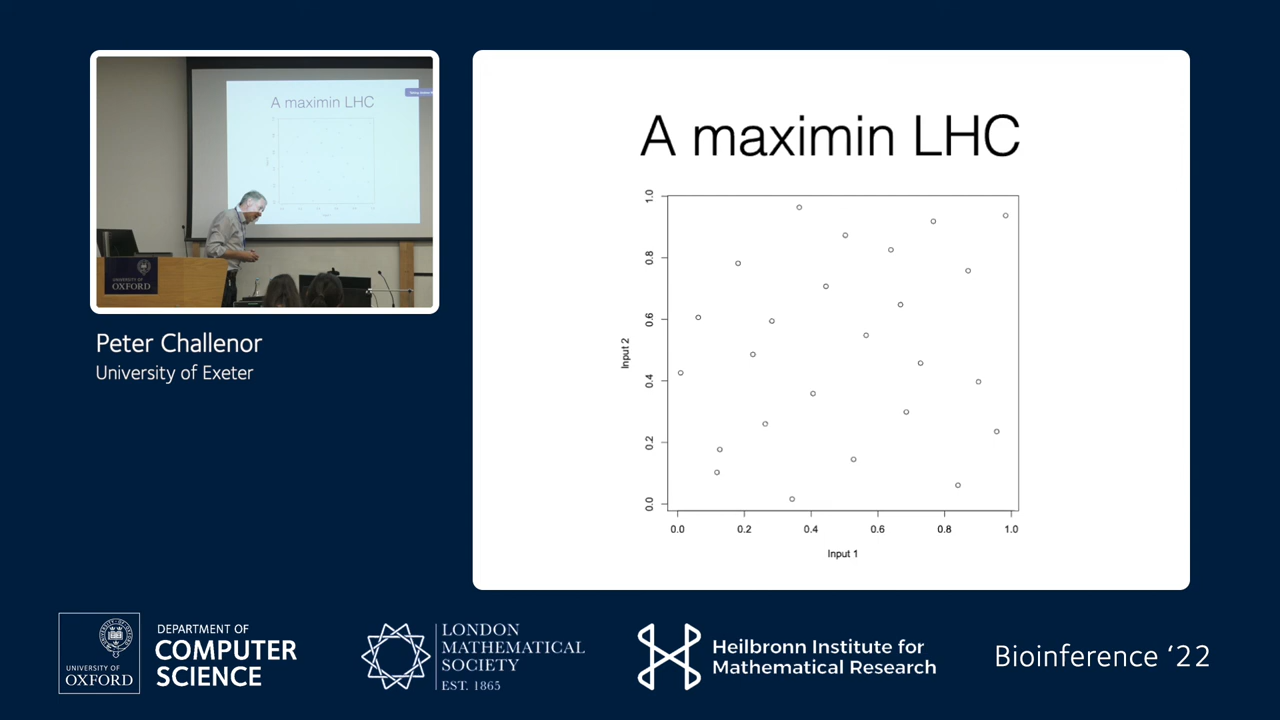 A maximin LHC
UNIVERSITY OF
OXFORD
Peter Challenor
University of Exeter
A maximin LHC
Input 2
0.0 0.2 0.4 0.6 0.8 1.0
0.0 0.2 0.4 0.6 0.8 1.0
Input 1
UNIVERSITY OF
OXFORD
DEPARTMENT OF
COMPUTER
SCIENCE
LONDON
MATHEMATICAL
SOCIETY
EST. 1865
Heilbronn Institute for
Mathematical Research
Bioinference ‘22